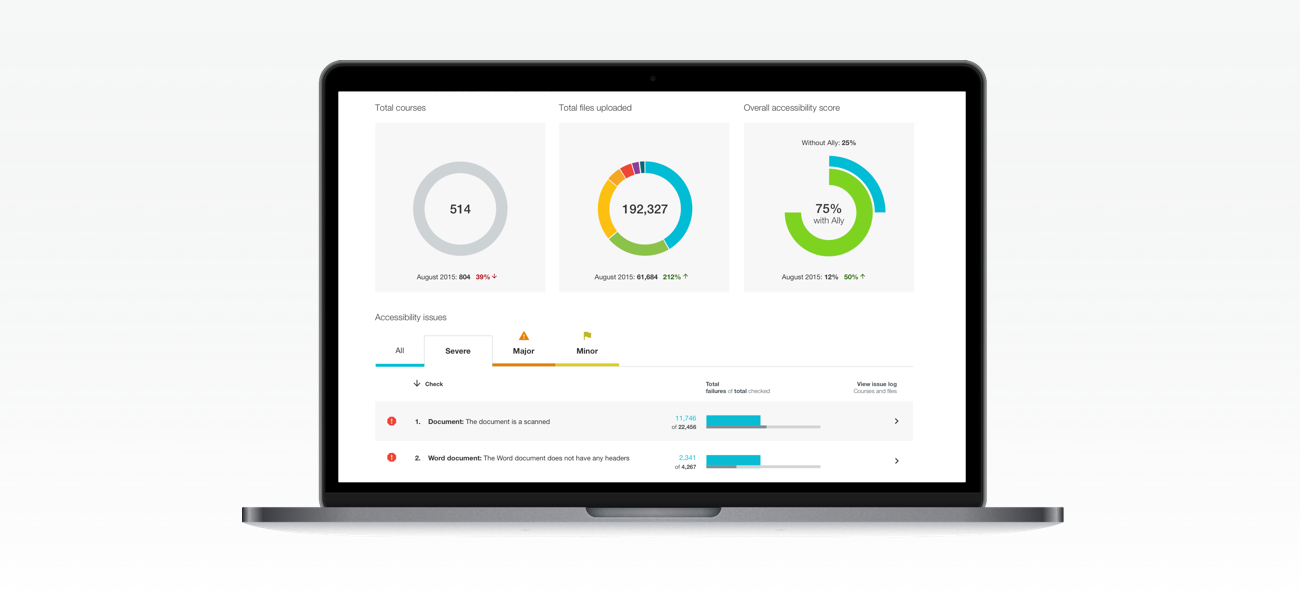 Total courses
Total files uploaded
Overall accessibility score
Without Ally: 25%
514
192,327
75%
with Ally
August 2015: 804 39%
August 2015: 61,684 212%
August 2015: 12% 50%
Accessibility issues
All
Severe
Major
Minor
Check
Total
failures of total checked
View issue log
Courses and files
1. Document: The document is a scanned
11,746
of 22,456
2. Word document: The Word document does not have any headers
2,341
of 4,267